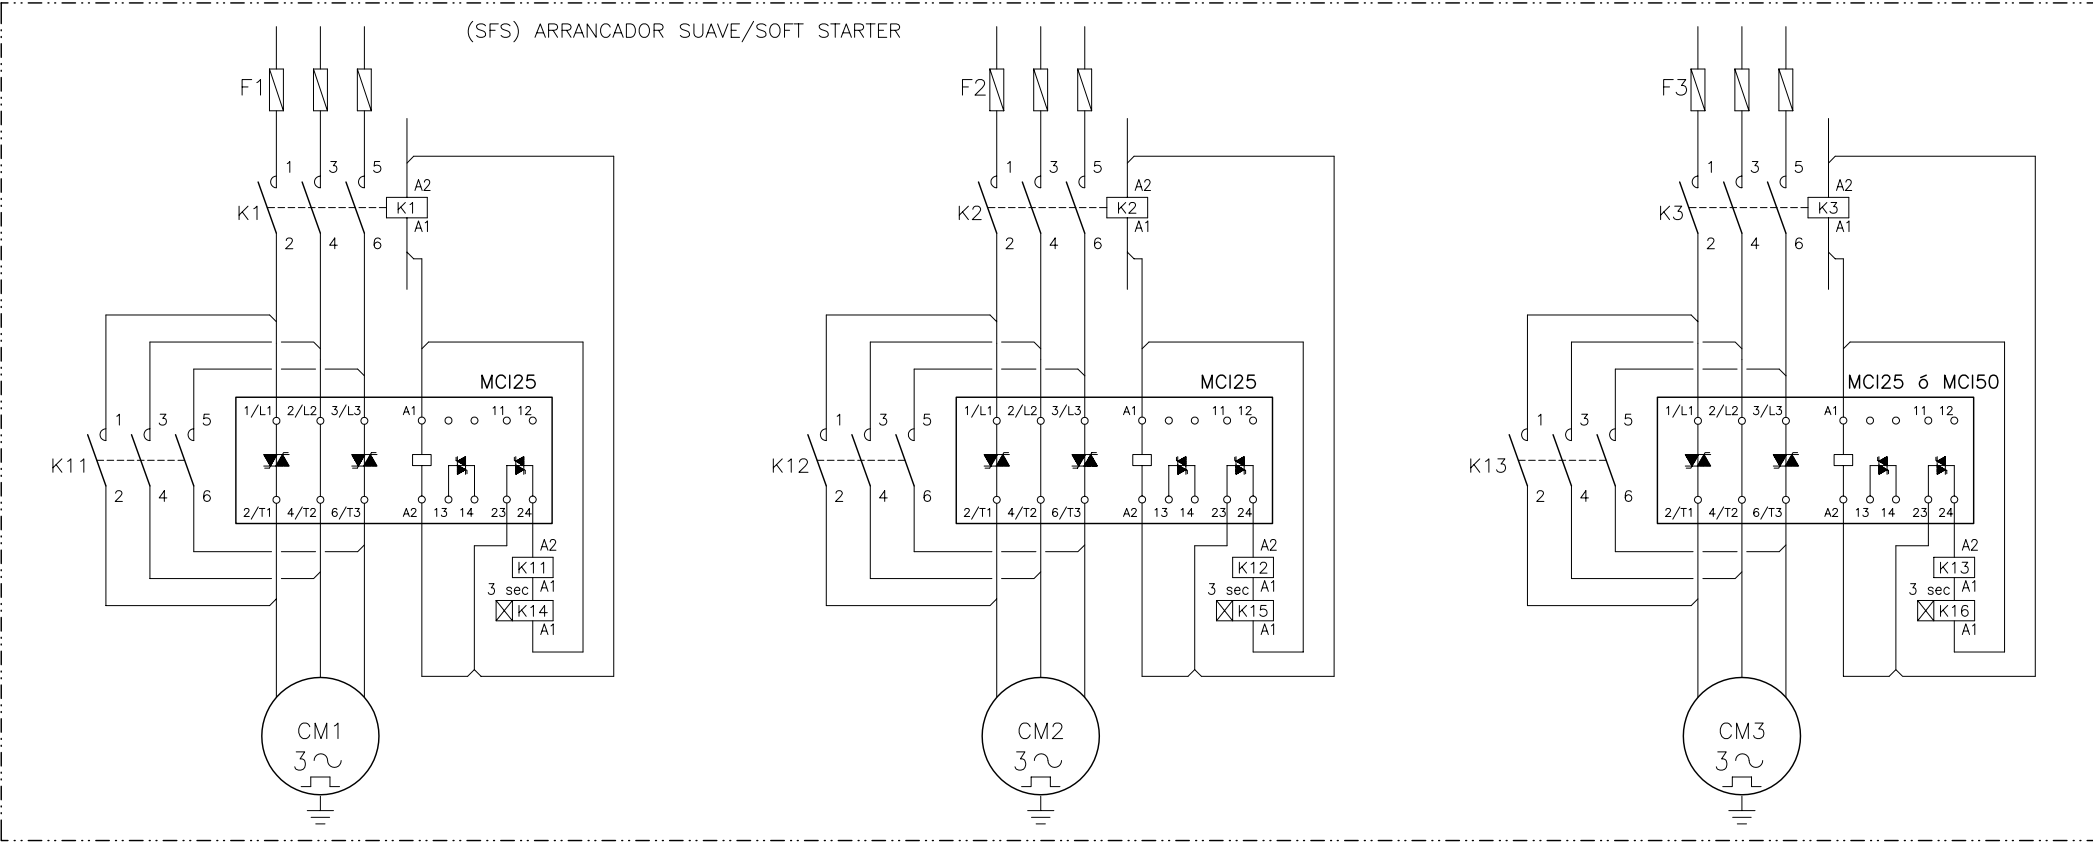 (SFS) ARRANCADOR SUAVE/SOFT STARTER
F1
1 3 5
A2
K1 K1
A1
2 4 6
MCI25
1/L1 2/L2 3/L3 A1 11 12
1 3 5
K11
2 4 6
2/T1 4/T2 6/T3 A2 13 14 23 24
A2
K11
3 sec A1
K14
A1
CM1
3
F2
1 3 5
A2
K2 K2
A1
2 4 6
MCI25
1/L1 2/L2 3/L3 A1 11 12
1 3 5
K12
2 4 6
2/T1 4/T2 6/T3 A2 13 14 23 24
A2
K12
3 sec A1
K15
A1
CM2
3
F3
1 3 5
A2
K3 K3
A1
2 4 6
MCI25 б MCI50
1/L1 2/L2 3/L3 A1 11 12
1 3 5
K13
2 4 6
2/T1 4/T2 6/T3 A2 13 14 23 24
A2
K13
3 sec A1
K16
A1
CM3
3